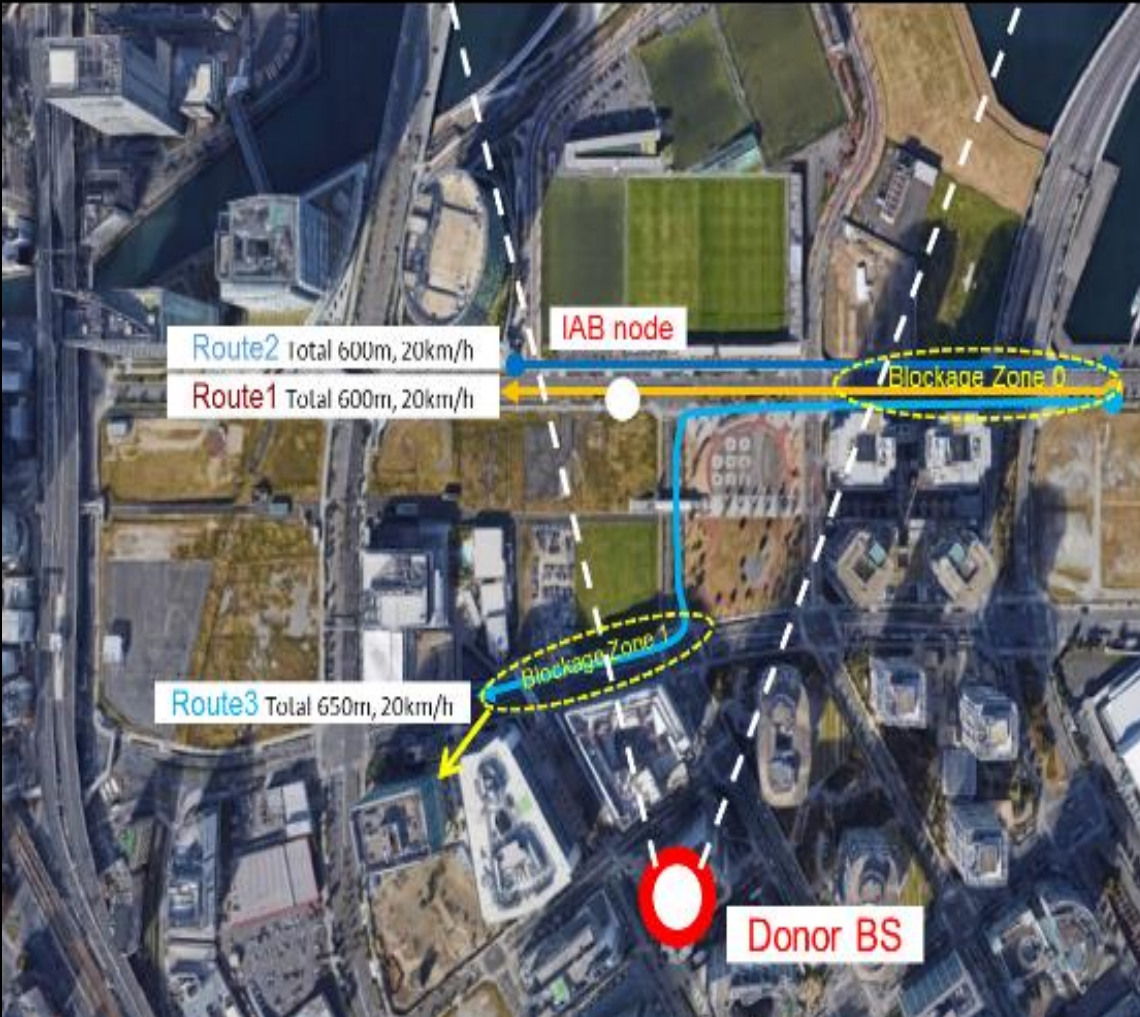 IAB node
Route2 Total 600m, 20km/h
Blockage Zone 0
Route1 Total 600m, 20km/h
Blockage Zone 1
Route3 Total 650m, 20km/h
Donor BS